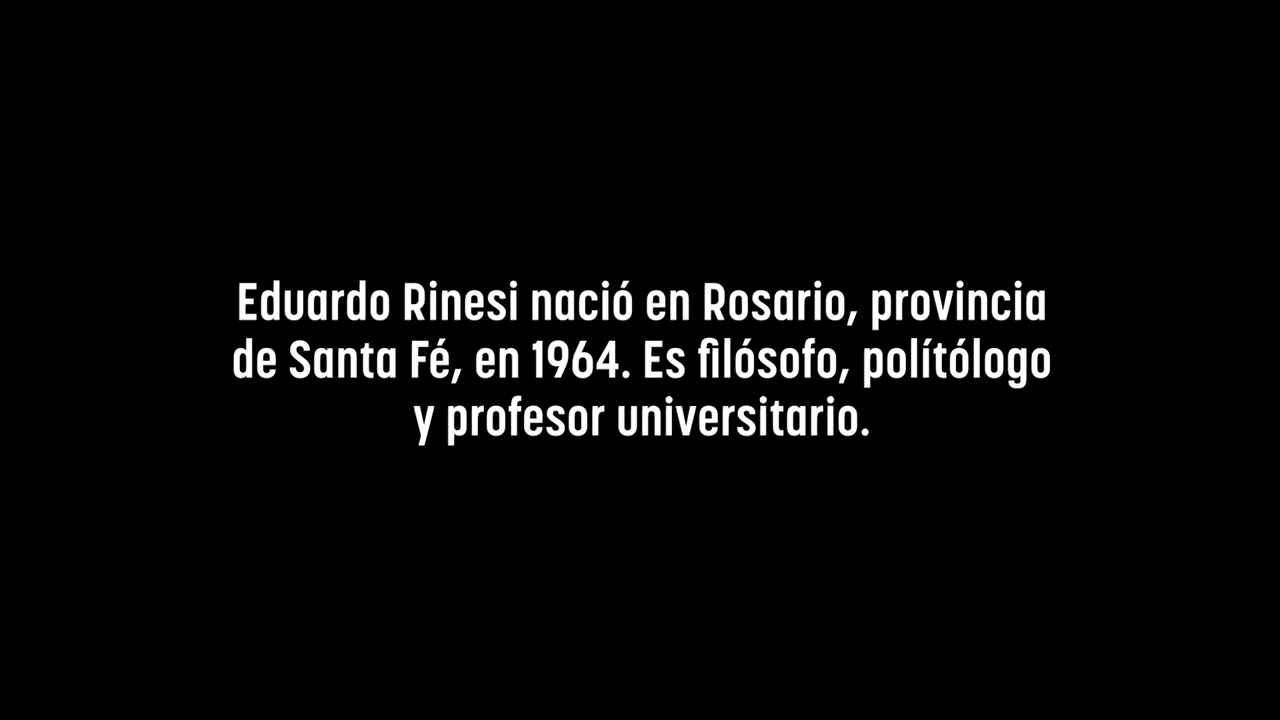 Eduardo Rinesi nació en Rosario, provincia
de Santa Fé, en 1964. Es filósofo, polítólogo
y profesor universitario.